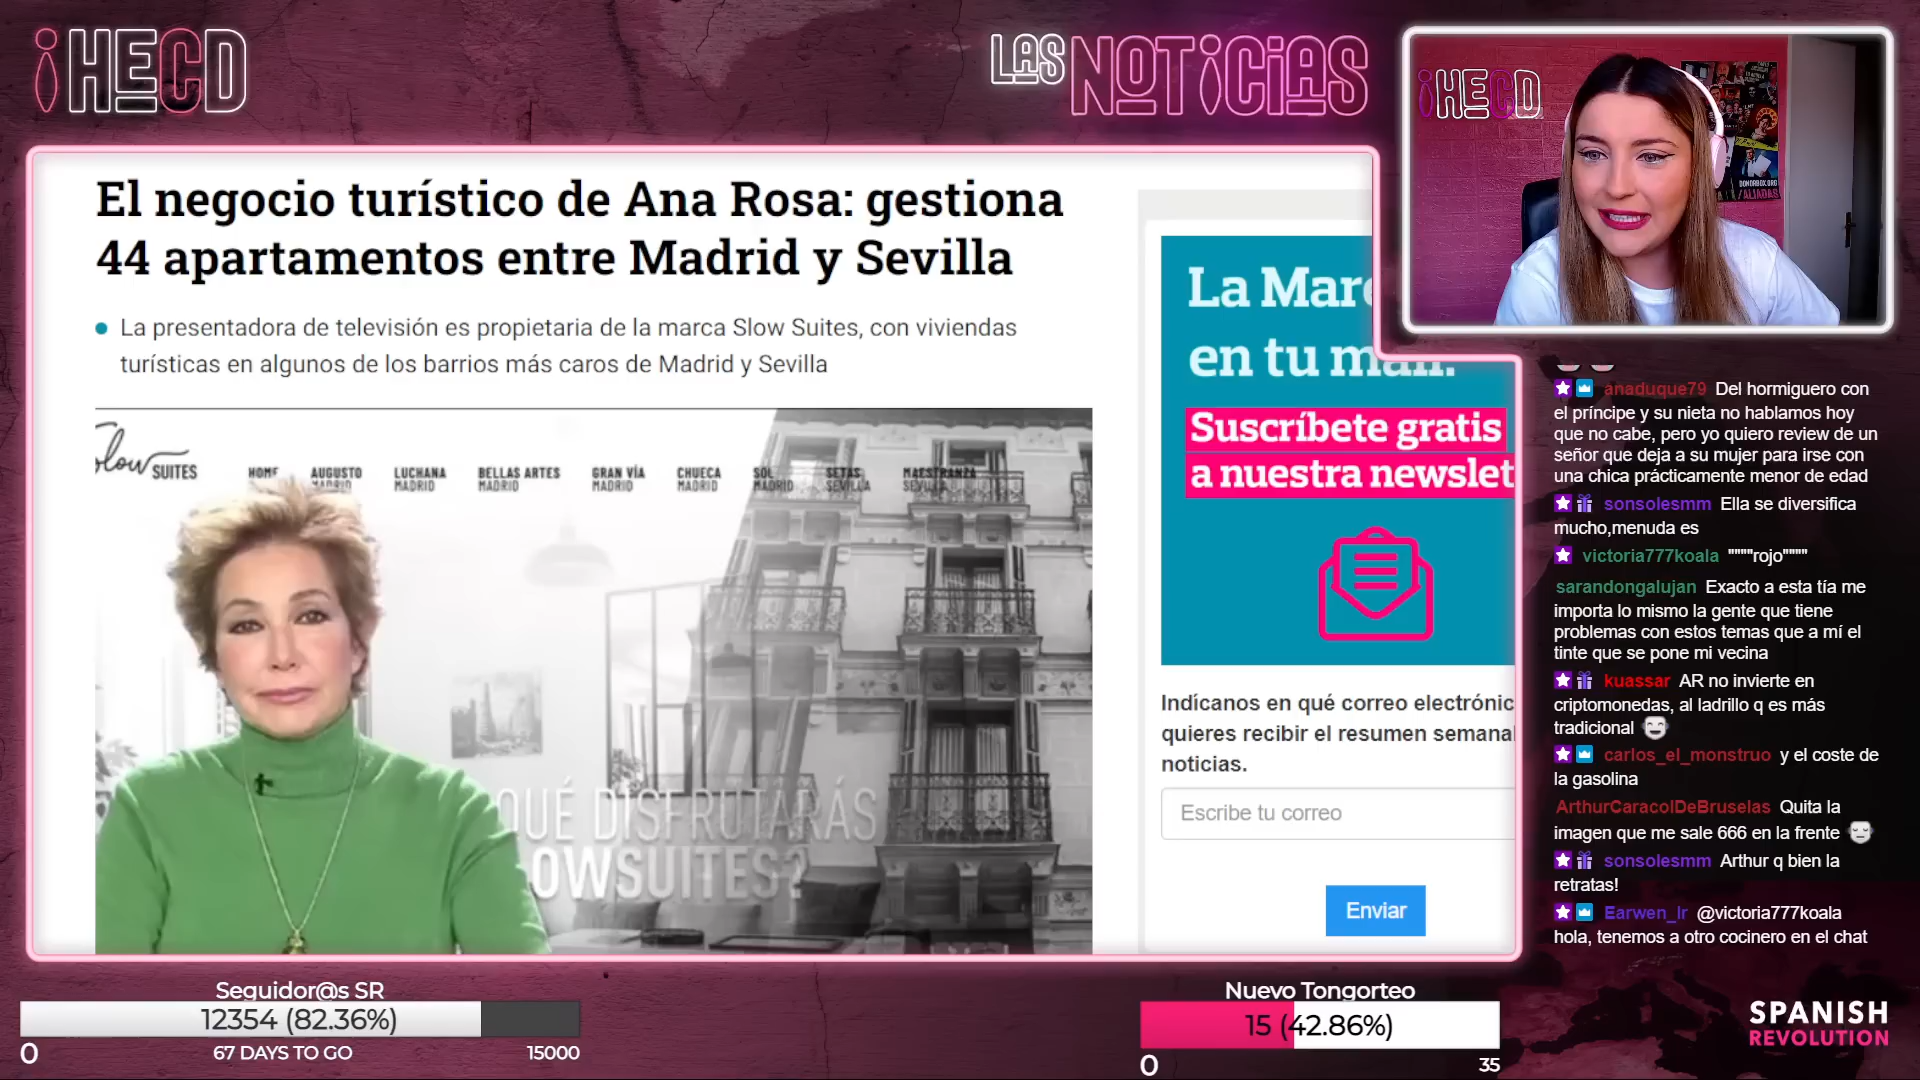 ¡HECD
LAS NOTICIAS
¡HECD
DONORBOX.ORG
/ALIADAS
El negocio turístico de Ana Rosa: gestiona
44 apartamentos entre Madrid y Sevilla
La presentadora de televisión es propietaria de la marca Slow Suites, con viviendas
turísticas en algunos de los barrios más caros de Madrid y Sevilla
slow SUITES
HOME
AUGUSTO MADRID
LUCHANA MADRID
BELLAS ARTES MADRID
GRAN VÍA MADRID
CHUECA MADRID
SOL MADRID
SETAS SEVILLA
MAESTRANZA SEVILLA
QUÉ DISFRUTARÁS
OWSUITES?
La Mar
en tu mail.
Suscríbete gratis
a nuestra newslet
Indícanos en qué correo electrónic
quieres recibir el resumen semanal
noticias.
Escribe tu correo
Enviar
anaduque79 Del hormiguero con
el príncipe y su nieta no hablamos hoy
que no cabe, pero yo quiero review de un
señor que deja a su mujer para irse con
una chica prácticamente menor de edad
sonsolesmm Ella se diversifica
mucho,menuda es
victoria777koala """"rojo""""
sarandongalujan Exacto a esta tía me
importa lo mismo la gente que tiene
problemas con estos temas que a mí el
tinte que se pone mi vecina
kuassar AR no invierte en
criptomonedas, al ladrillo q es más
tradicional
carlos_el_monstruo y el coste de
la gasolina
ArthurCaracolDeBruselas Quita la
imagen que me sale 666 en la frente
sonsolesmm Arthur q bien la
retratas!
Earwen_Ir @victoria777koala
hola, tenemos a otro cocinero en el chat
Seguidor@s SR
12354 (82.36%)
0
67 DAYS TO GO
15000
Nuevo Tongorteo
15 (42.86%)
0
35
SPANISH
REVOLUTION